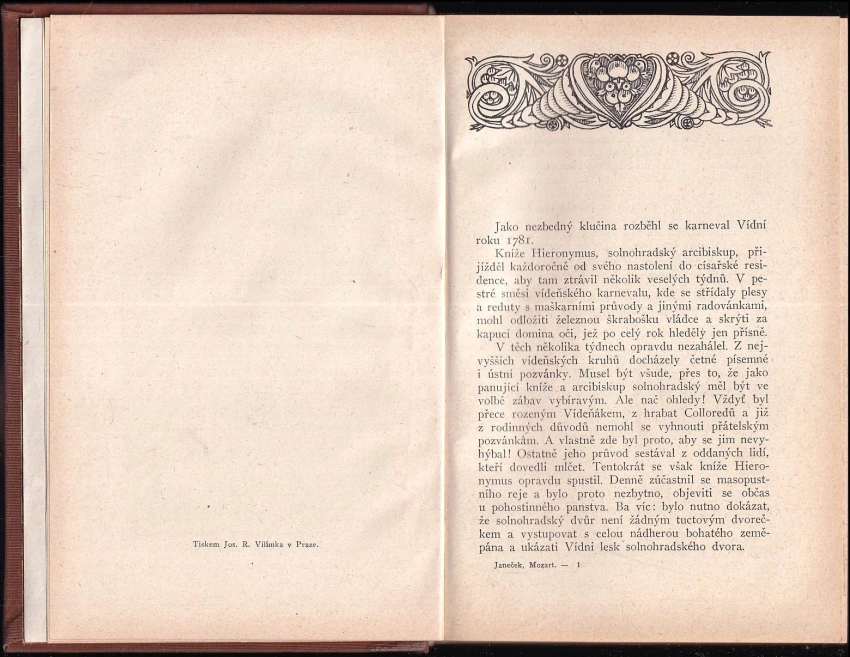 Tiskem Jos. R. Vilímka v Praze.
Jako nezbedný klučina rozběhl se karneval Vídní
roku 1781.
Kníže Hieronymus, solnohradský arcibiskup, při-
jížděl každoročně od svého nastolení do císařské resi-
dence, aby tam ztrávil několik veselých týdnů. V pe-
stré směsi vídeňského karnevalu, kde se střídaly plesy
a reduty s maškarními průvody a jinými radovánkami,
mohl odložiti železnou škrabošku vládce a skrýti za
kapucí domina oči, jež po celý rok hleděly jen přísně.
V těch několika týdnech opravdu nezahálel. Z nej-
vyšších vídeňských kruhů docházely četné písemné
i ústní pozvánky. Musel být všude, přes to, že jako
panující kníže a arcibiskup solnohradský měl být ve
volbě zábav vybíravým. Ale nač ohledy! Vždyť byl
přece rozeným Vídeňákem, z hrabat Colloredů a již
z rodinných důvodů nemohl se vyhnouti přátelským
pozvánkám. A vlastně zde byl proto, aby se jim nevy-
hýbal! Ostatně jeho průvod sestával z oddaných lidí,
kteří dovedli mlčet. Tentokrát se však kníže Hiero-
nymus opravdu spustil. Denně zúčastnil se masopust-
ního reje a bylo proto nezbytno, objeviti se občas
u pohostinného panstva. Ba víc: bylo nutno dokázat,
že solnohradský dvůr není žádným tuctovým dvoreč-
kem a vystupovat s celou nádherou bohatého země-
pána a ukázati Vídni lesk solnohradského dvora.
Janeček, Mozart. — 1